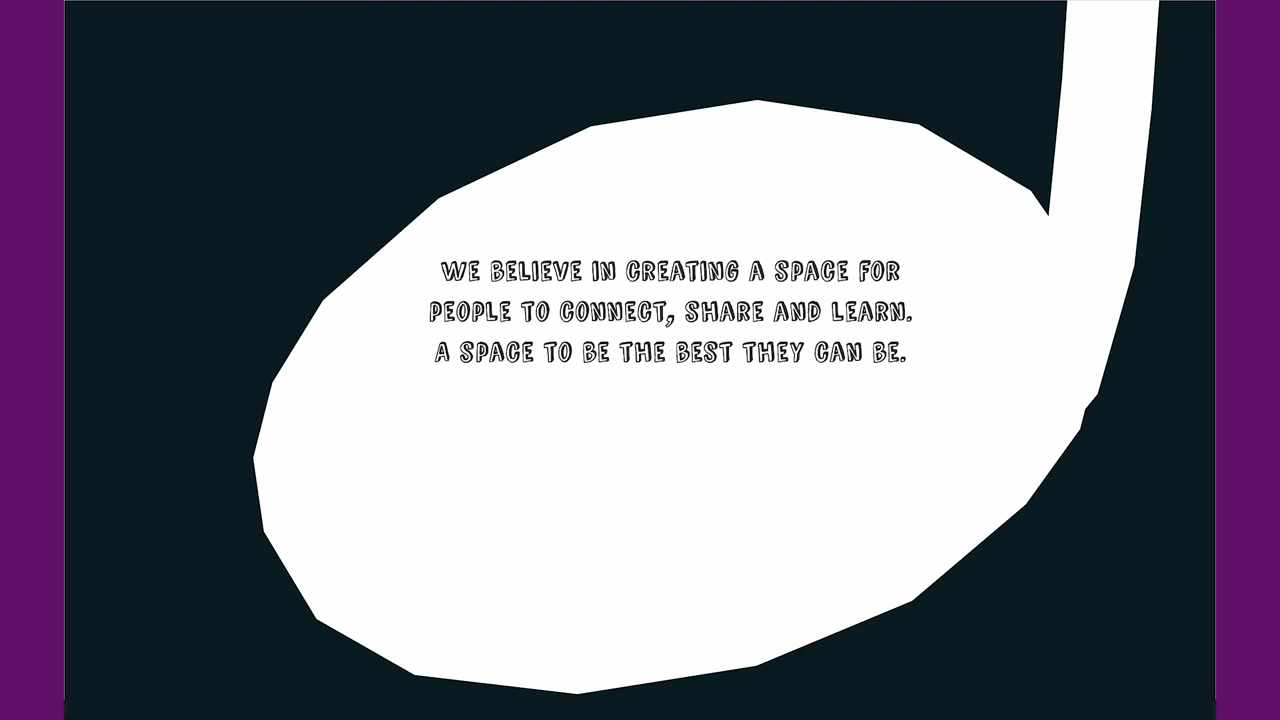 WE BELIEVE IN CREATING A SPACE FOR
PEOPLE TO CONNECT, SHARE AND LEARN.
A SPACE TO BE THE BEST THEY CAN BE.